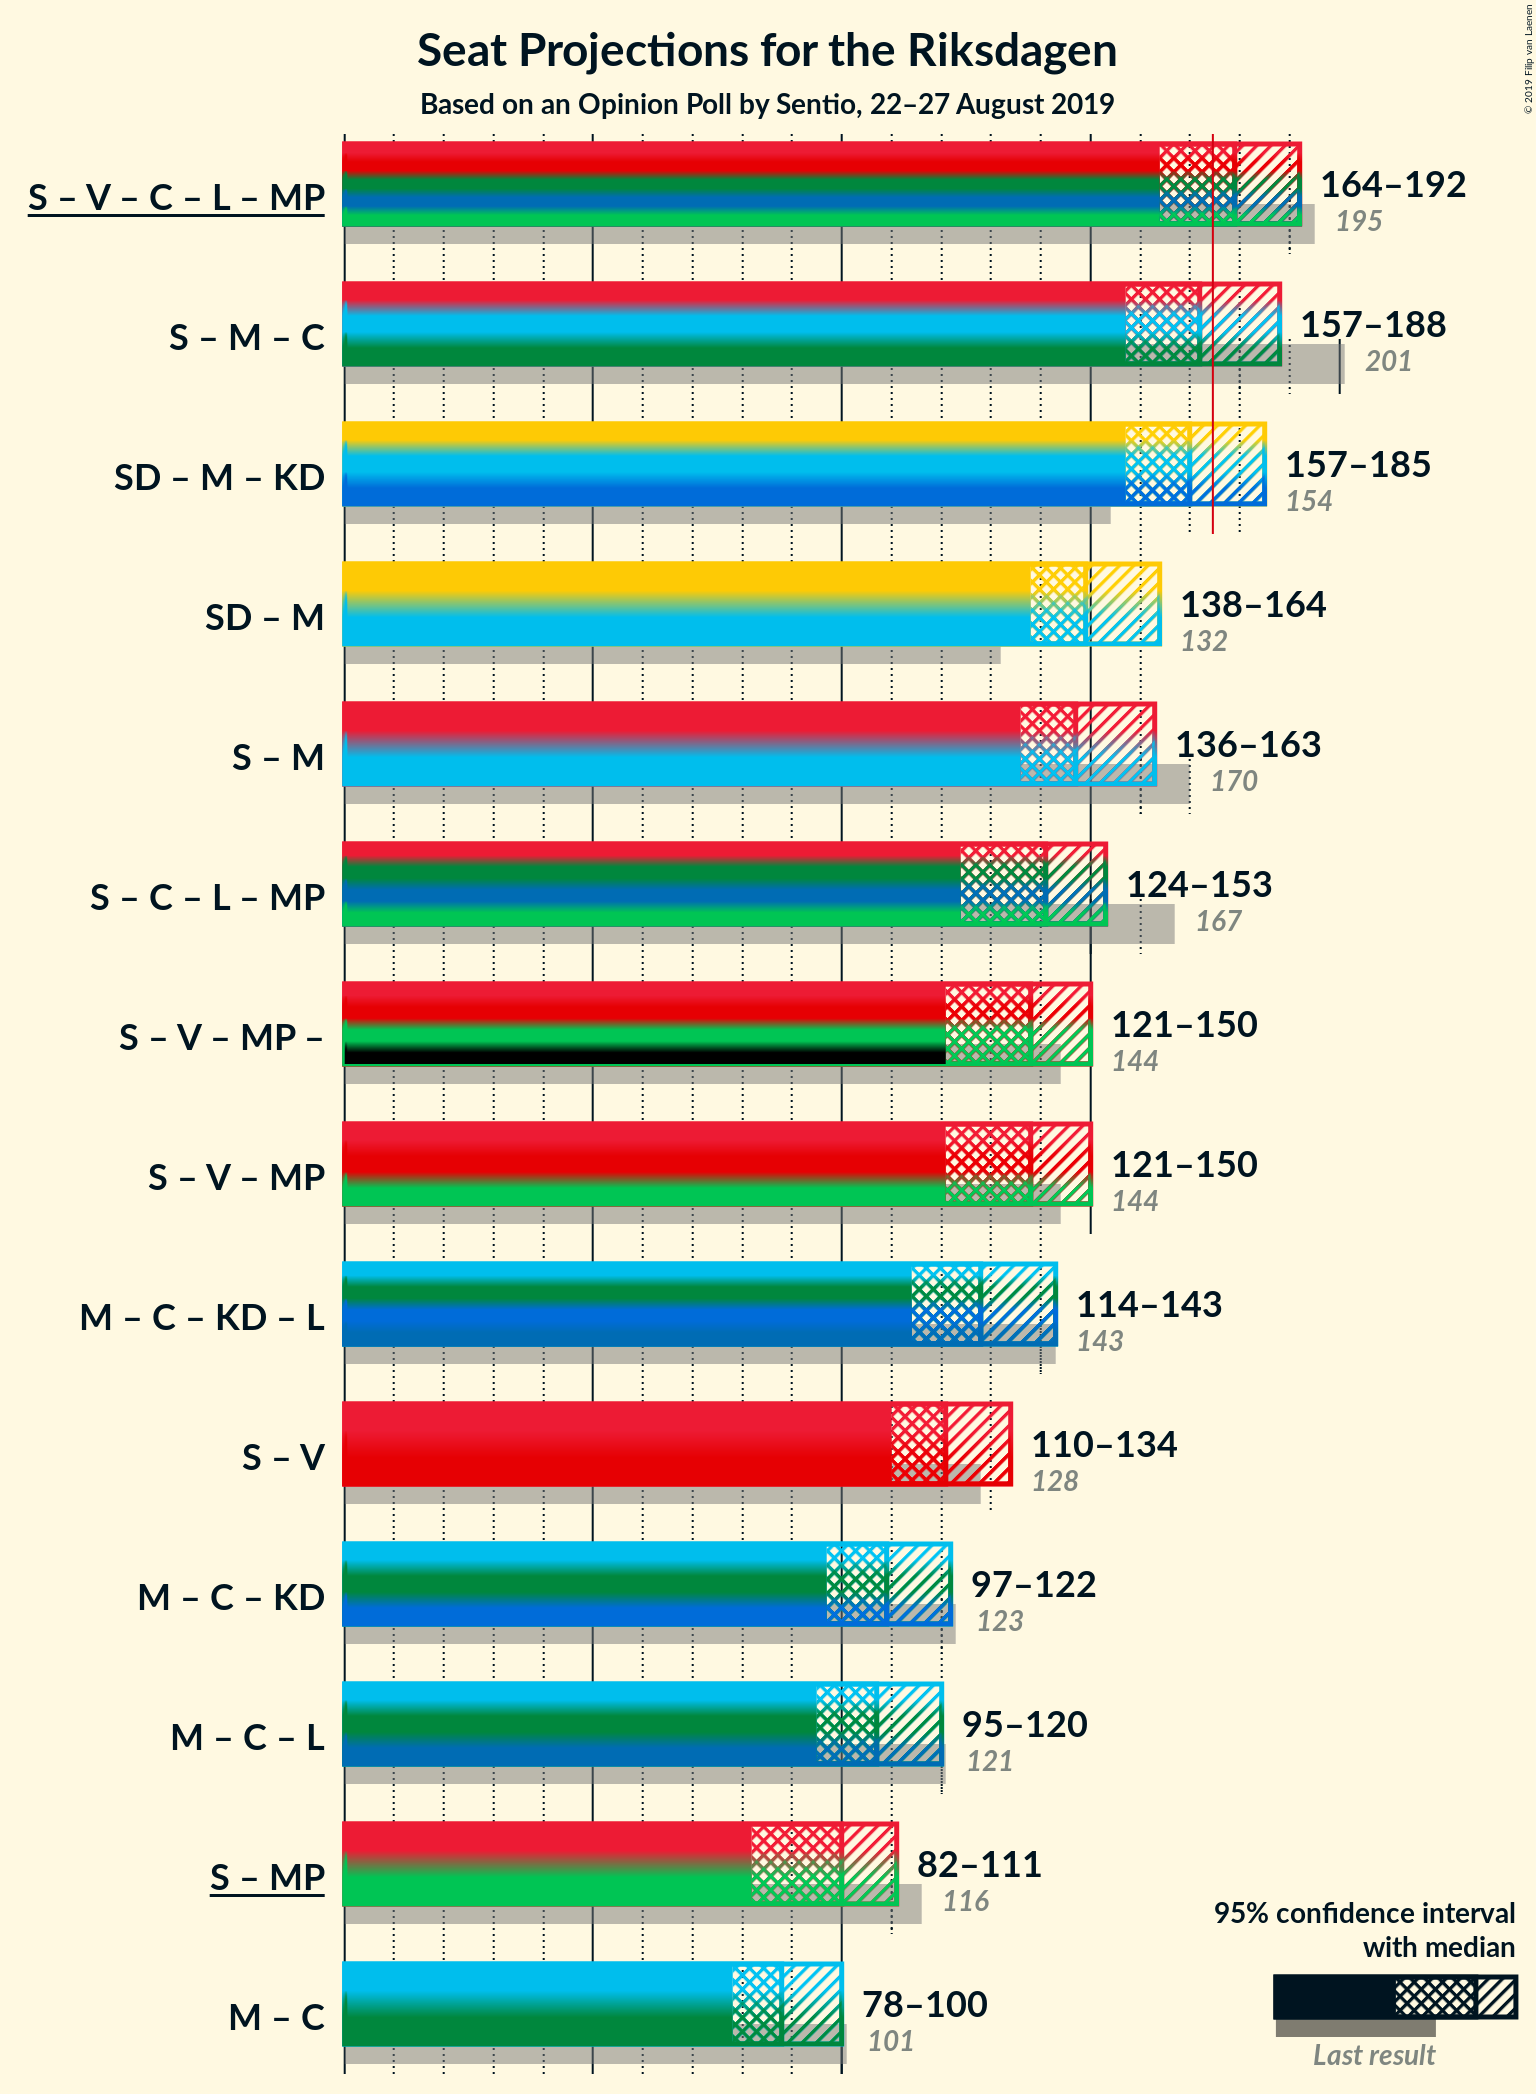 Seat Projections for the Riksdagen
Based on an Opinion Poll by Sentio, 22–27 August 2019
© 2019 Filip van Laenen
S – V – C – L – MP
164–192
195
S – M – C
157–188
201
SD – M – KD
157–185
154
SD – M
138–164
132
S – M
136–163
170
S – C – L – MP
124–153
167
S – V – MP –
121–150
144
S – V – MP
121–150
144
M – C – KD – L
114–143
143
S – V
110–134
128
M – C – KD
97–122
123
M – C – L
95–120
121
S – MP
82–111
116
M – C
78–100
101
95% confidence interval
with median
Last result